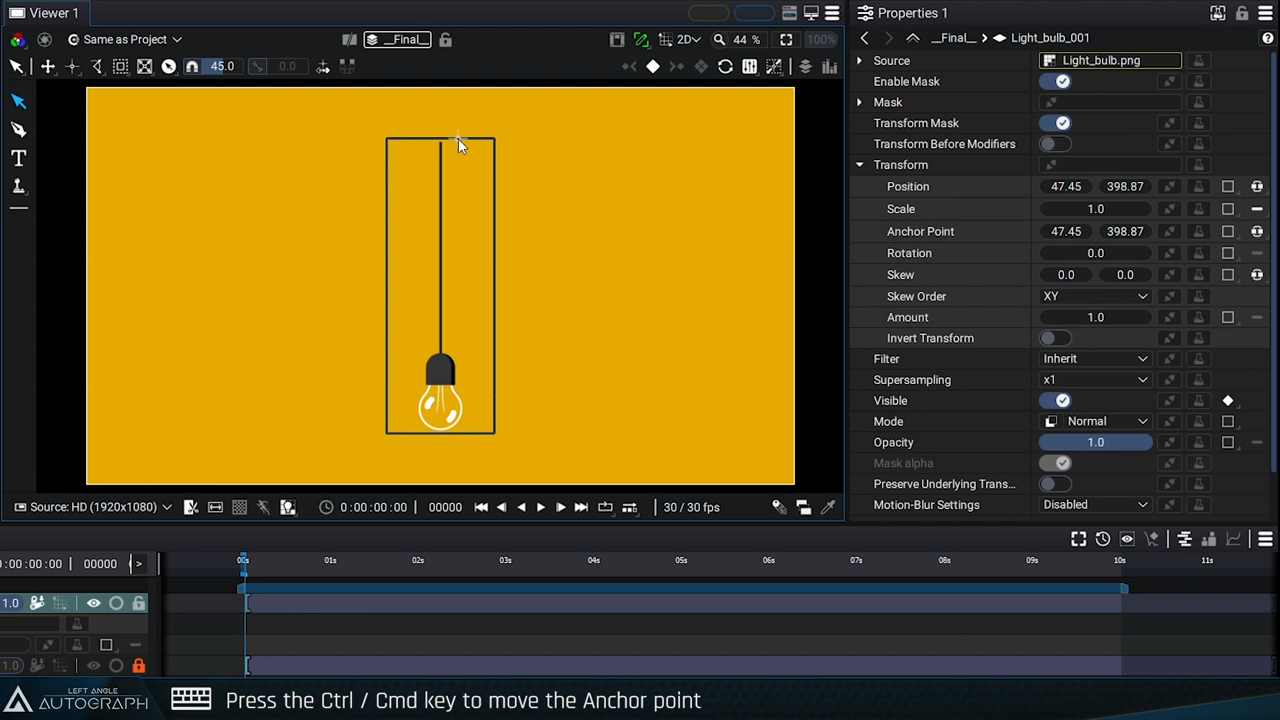 Viewer 1
Properties 1
Same as Project
__Final__
2D
44 %
100%
__Final__ Light_bulb_001
45.0
0.0
Source Light_bulb.png
Enable Mask
Mask
Transform Mask
Transform Before Modifiers
Transform
Position 47.45 398.87
Scale 1.0
Anchor Point 47.45 398.87
Rotation 0.0
Skew 0.0 0.0
Skew Order XY
Amount 1.0
Invert Transform
Filter Inherit
Supersampling x1
Visible
Mode Normal
Opacity 1.0
Mask alpha
Preserve Underlying Trans...
Motion-Blur Settings Disabled
Source: HD (1920x1080)
0:00:00:00 00000
30 / 30 fps
0:00:00:00 00000
00s 01s 02s 03s 04s 05s 06s 07s 08s 09s 10s 11s
1.0
1.0
LEFT ANGLE
AUTOGRAPH
Press the Ctrl / Cmd key to move the Anchor point